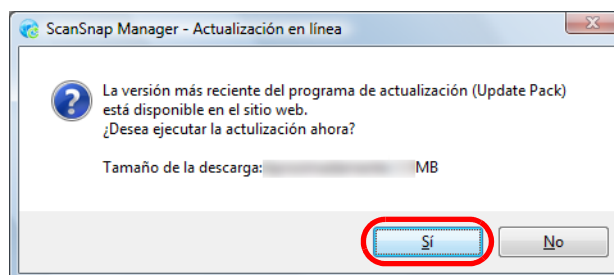 ScanSnap Manager - Actualización en línea
La versión más reciente del programa de actualización (Update Pack)
está disponible en el sitio web.
¿Desea ejecutar la actulización ahora?
Tamaño de la descarga: MB
Sí
No